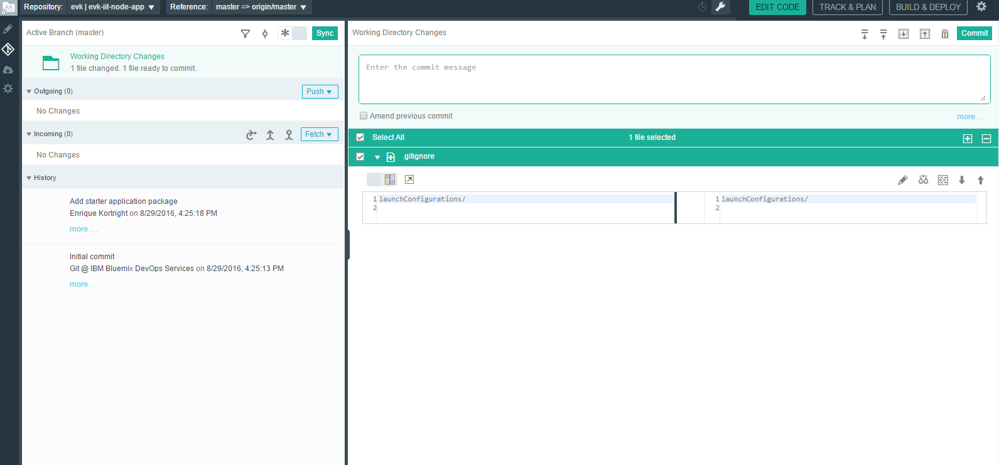 Repository: evk | evk-iit-node-app Reference: master => origin/master EDIT CODE TRACK & PLAN BUILD & DEPLOY
Active Branch (master) Sync
Working Directory Changes
1 file changed. 1 file ready to commit.
Outgoing (0) Push
No Changes
Incoming (0) Fetch
No Changes
History
Add starter application package
Enrique Kortright on 8/29/2016, 4:25:18 PM
more ...
Initial commit
Git @ IBM Bluemix DevOps Services on 8/29/2016, 4:25:13 PM
more ...
Working Directory Changes Commit
Enter the commit message
Amend previous commit more ...
Select All 1 file selected
.gitignore
1 launchConfigurations/ 1 launchConfigurations/
2 2